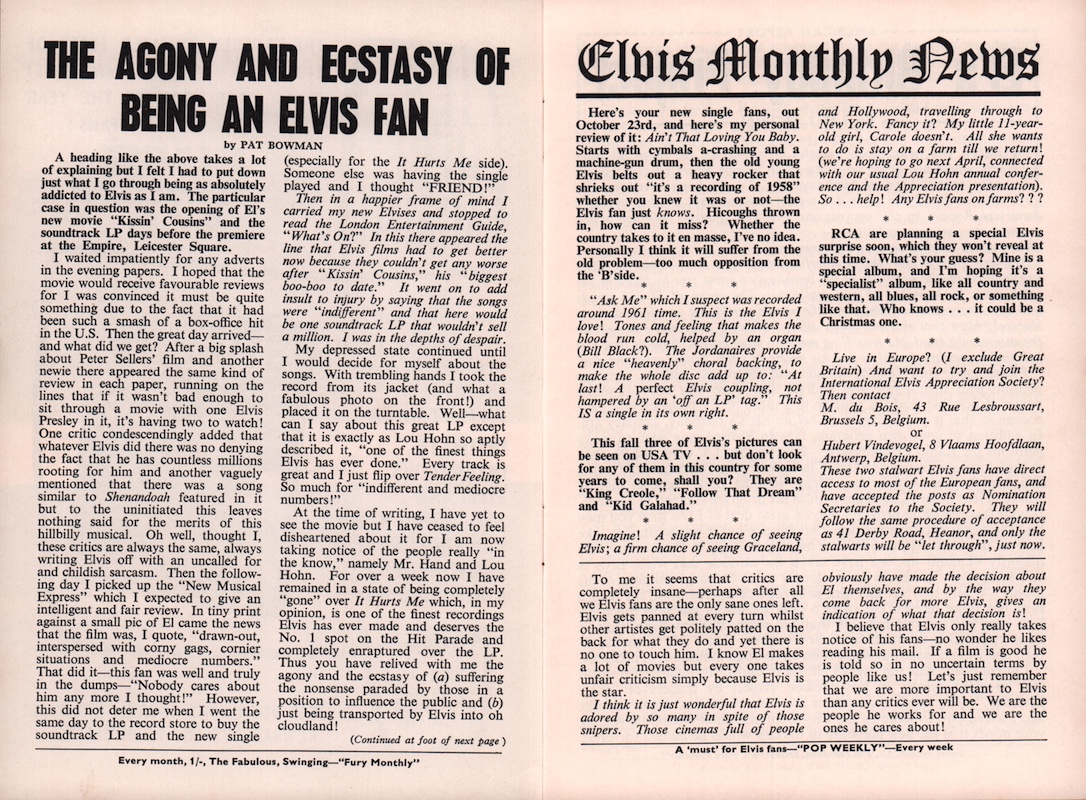 THE AGONY AND ECSTASY OF
BEING AN ELVIS FAN
by PAT BOWMAN
A heading like the above takes a lot
of explaining but I felt I had to put down
just what I go through being as absolutely
addicted to Elvis as I am. The particular
case in question was the opening of El's
new movie "Kissin' Cousins" and the
soundtrack LP days before the premiere
at the Empire, Leicester Square.
I waited impatiently for any adverts
in the evening papers. I hoped that the
movie would receive favourable reviews
for I was convinced it must be quite
something due to the fact that it had
been such a smash of a box-office hit
in the U.S. Then the great day arrived—
and what did we get? After a big splash
about Peter Sellers' film and another
newie there appeared the same kind of
review in each paper, running on the
lines that if it wasn't bad enough to
sit through a movie with one Elvis
Presley in it, it's having two to watch!
One critic condescendingly added that
whatever Elvis did there was no denying
the fact that he has countless millions
rooting for him and another vaguely
mentioned that there was a song
similar to Shenandoah featured in it
but to the uninitiated this leaves
nothing said for the merits of this
hillbilly musical. Oh well, thought I,
these critics are always the same, always
writing Elvis off with an uncalled for
and childish sarcasm. Then the follow-
ing day I picked up the "New Musical
Express" which I expected to give an
intelligent and fair review. In tiny print
against a small pic of El came the news
that the film was, I quote, "drawn-out,
interspersed with corny gags, cornier
situations and mediocre numbers."
That did it—this fan was well and truly
in the dumps—"Nobody cares about
him any more I thought!" However,
this did not deter me when I went the
same day to the record store to buy the
soundtrack LP and the new single
(especially for the It Hurts Me side).
Someone else was having the single
played and I thought "FRIEND!"
Then in a happier frame of mind I
carried my new Elvises and stopped to
read the London Entertainment Guide,
"What's On?" In this there appeared the
line that Elvis films had to get better
now because they couldn't get any worse
after "Kissin' Cousins," his "biggest
boo-boo to date." It went on to add
insult to injury by saying that the songs
were "indifferent" and that here would
be one soundtrack LP that wouldn't sell
a million. I was in the depths of despair.
My depressed state continued until
I would decide for myself about the
songs. With trembling hands I took the
record from its jacket (and what a
fabulous photo on the front!) and
placed it on the turntable. Well—what
can I say about this great LP except
that it is exactly as Lou Hohn so aptly
described it, "one of the finest things
Elvis has ever done." Every track is
great and I just flip over Tender Feeling.
So much for "indifferent and mediocre
numbers!"
At the time of writing, I have yet to
see the movie but I have ceased to feel
disheartened about it for I am now
taking notice of the people really "in
the know," namely Mr. Hand and Lou
Hohn. For over a week now I have
remained in a state of being completely
"gone" over It Hurts Me which, in my
opinion, is one of the finest recordings
Elvis has ever made and deserves the
No. 1 spot on the Hit Parade and
completely enraptured over the LP.
Thus you have relived with me the
agony and the ecstasy of (a) suffering
the nonsense paraded by those in a
position to influence the public and (b)
just being transported by Elvis into oh
cloudland!
(Continued at foot of next page)
Every month, 1/-, The Fabulous, Swinging—"Fury Monthly"
Elvis Monthly News
Here's your new single fans, out
October 23rd, and here's my personal
review of it: Ain't That Loving You Baby.
Starts with cymbals a-crashing and a
machine-gun drum, then the old young
Elvis belts out a heavy rocker that
shrieks out "it's a recording of 1958"
whether you knew it was or not—the
Elvis fan just knows. Hicoughs thrown
in, how can it miss? Whether the
country takes to it en masse, I've no idea.
Personally I think it will suffer from the
old problem—too much opposition from
the 'B'side.
* * *
"Ask Me" which I suspect was recorded
around 1961 time. This is the Elvis I
love! Tones and feeling that makes the
blood run cold, helped by an organ
(Bill Black?). The Jordanaires provide
a nice "heavenly" choral backing, to
make the whole disc add up to: "At
last! A perfect Elvis coupling, not
hampered by an 'off an LP' tag." This
IS a single in its own right.
* * *
This fall three of Elvis's pictures can
be seen on USA TV . . . but don't look
for any of them in this country for some
years to come, shall you? They are
"King Creole," "Follow That Dream"
and "Kid Galahad."
* * *
Imagine! A slight chance of seeing
Elvis; a firm chance of seeing Graceland,
and Hollywood, travelling through to
New York. Fancy it? My little 11-year-
old girl, Carole doesn't. All she wants
to do is stay on a farm till we return!
(we're hoping to go next April, connected
with our usual Lou Hohn annual confer-
ence and the Appreciation presentation).
So . . . help! Any Elvis fans on farms? ? ?
* * *
RCA are planning a special Elvis
surprise soon, which they won't reveal at
this time. What's your guess? Mine is a
special album, and I'm hoping it's a
"specialist" album, like all country and
western, all blues, all rock, or something
like that. Who knows . . . it could be a
Christmas one.
* * *
Live in Europe? (I exclude Great
Britain) And want to try and join the
International Elvis Appreciation Society?
Then contact
M. du Bois, 43 Rue Lesbroussart,
Brussels 5, Belgium.
or
Hubert Vindevogel, 8 Vlaams Hoofdlaan,
Antwerp, Belgium.
These two stalwart Elvis fans have direct
access to most of the European fans, and
have accepted the posts as Nomination
Secretaries to the Society. They will
follow the same procedure of acceptance
as 41 Derby Road, Heanor, and only the
stalwarts will be "let through", just now.
To me it seems that critics are
completely insane—perhaps after all
we Elvis fans are the only sane ones left.
Elvis gets panned at every turn whilst
other artistes get politely patted on the
back for what they do and yet there is
no one to touch him. I know El makes
a lot of movies but every one takes
unfair criticism simply because Elvis is
the star.
I think it is just wonderful that Elvis is
adored by so many in spite of those
snipers. Those cinemas full of people
obviously have made the decision about
El themselves, and by the way they
come back for more Elvis, gives an
indication of what that decision is!
I believe that Elvis only really takes
notice of his fans—no wonder he likes
reading his mail. If a film is good he
is told so in no uncertain terms by
people like us! Let's just remember
that we are more important to Elvis
than any critics ever will be. We are the
people he works for and we are the
ones he cares about!
A 'must' for Elvis fans—"POP WEEKLY"—Every week